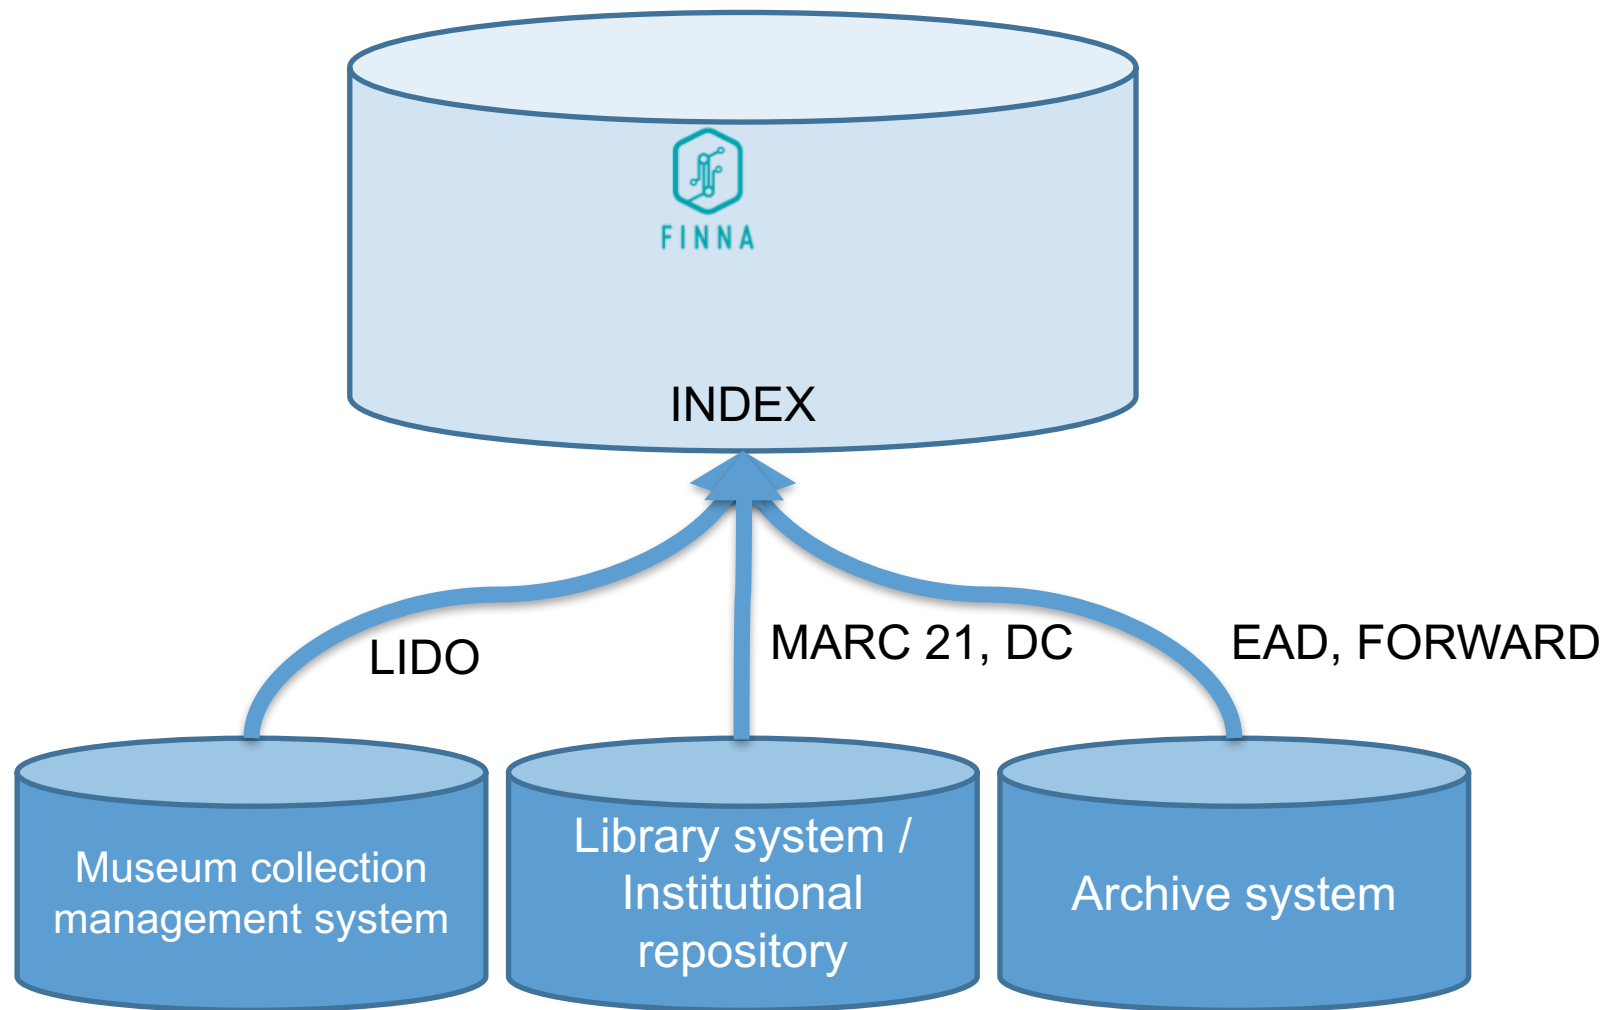 FINNA
INDEX
LIDO
MARC 21, DC
EAD, FORWARD
Museum collection
management system
Library system /
Institutional
repository
Archive system